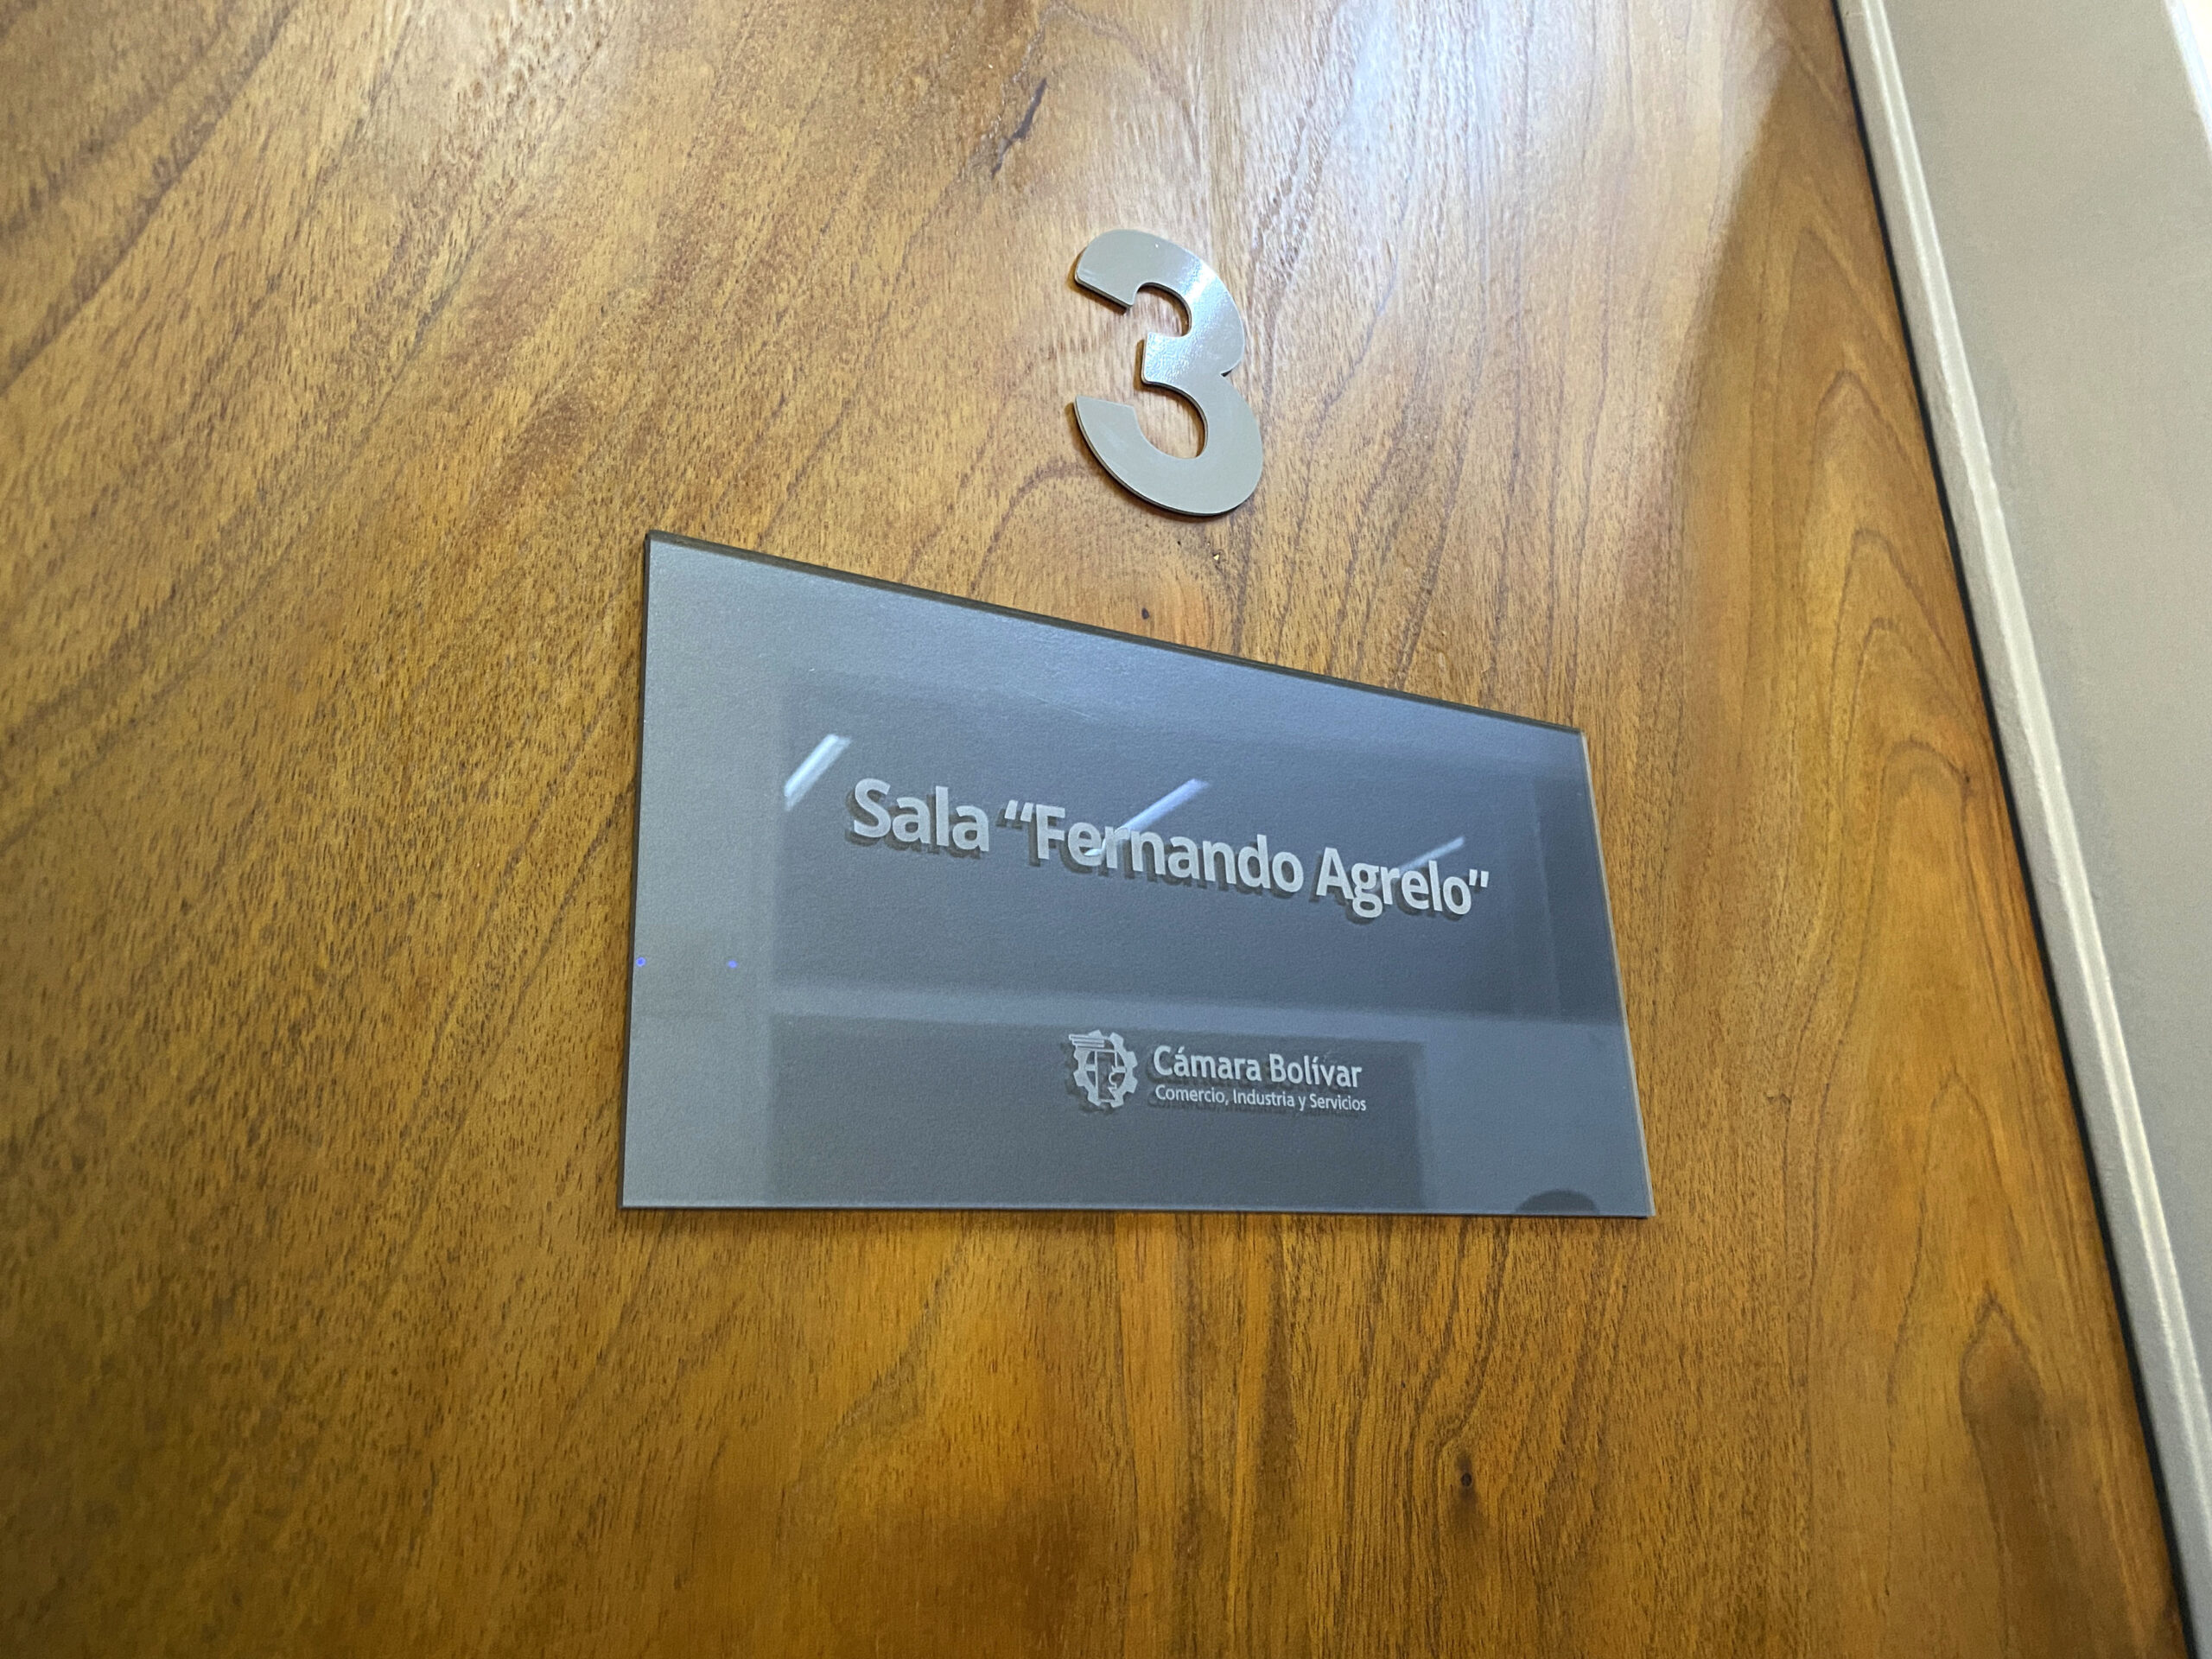 3
Sala “Fernando Agrelo”
Cámara Bolívar
Comercio, Industria y Servicios